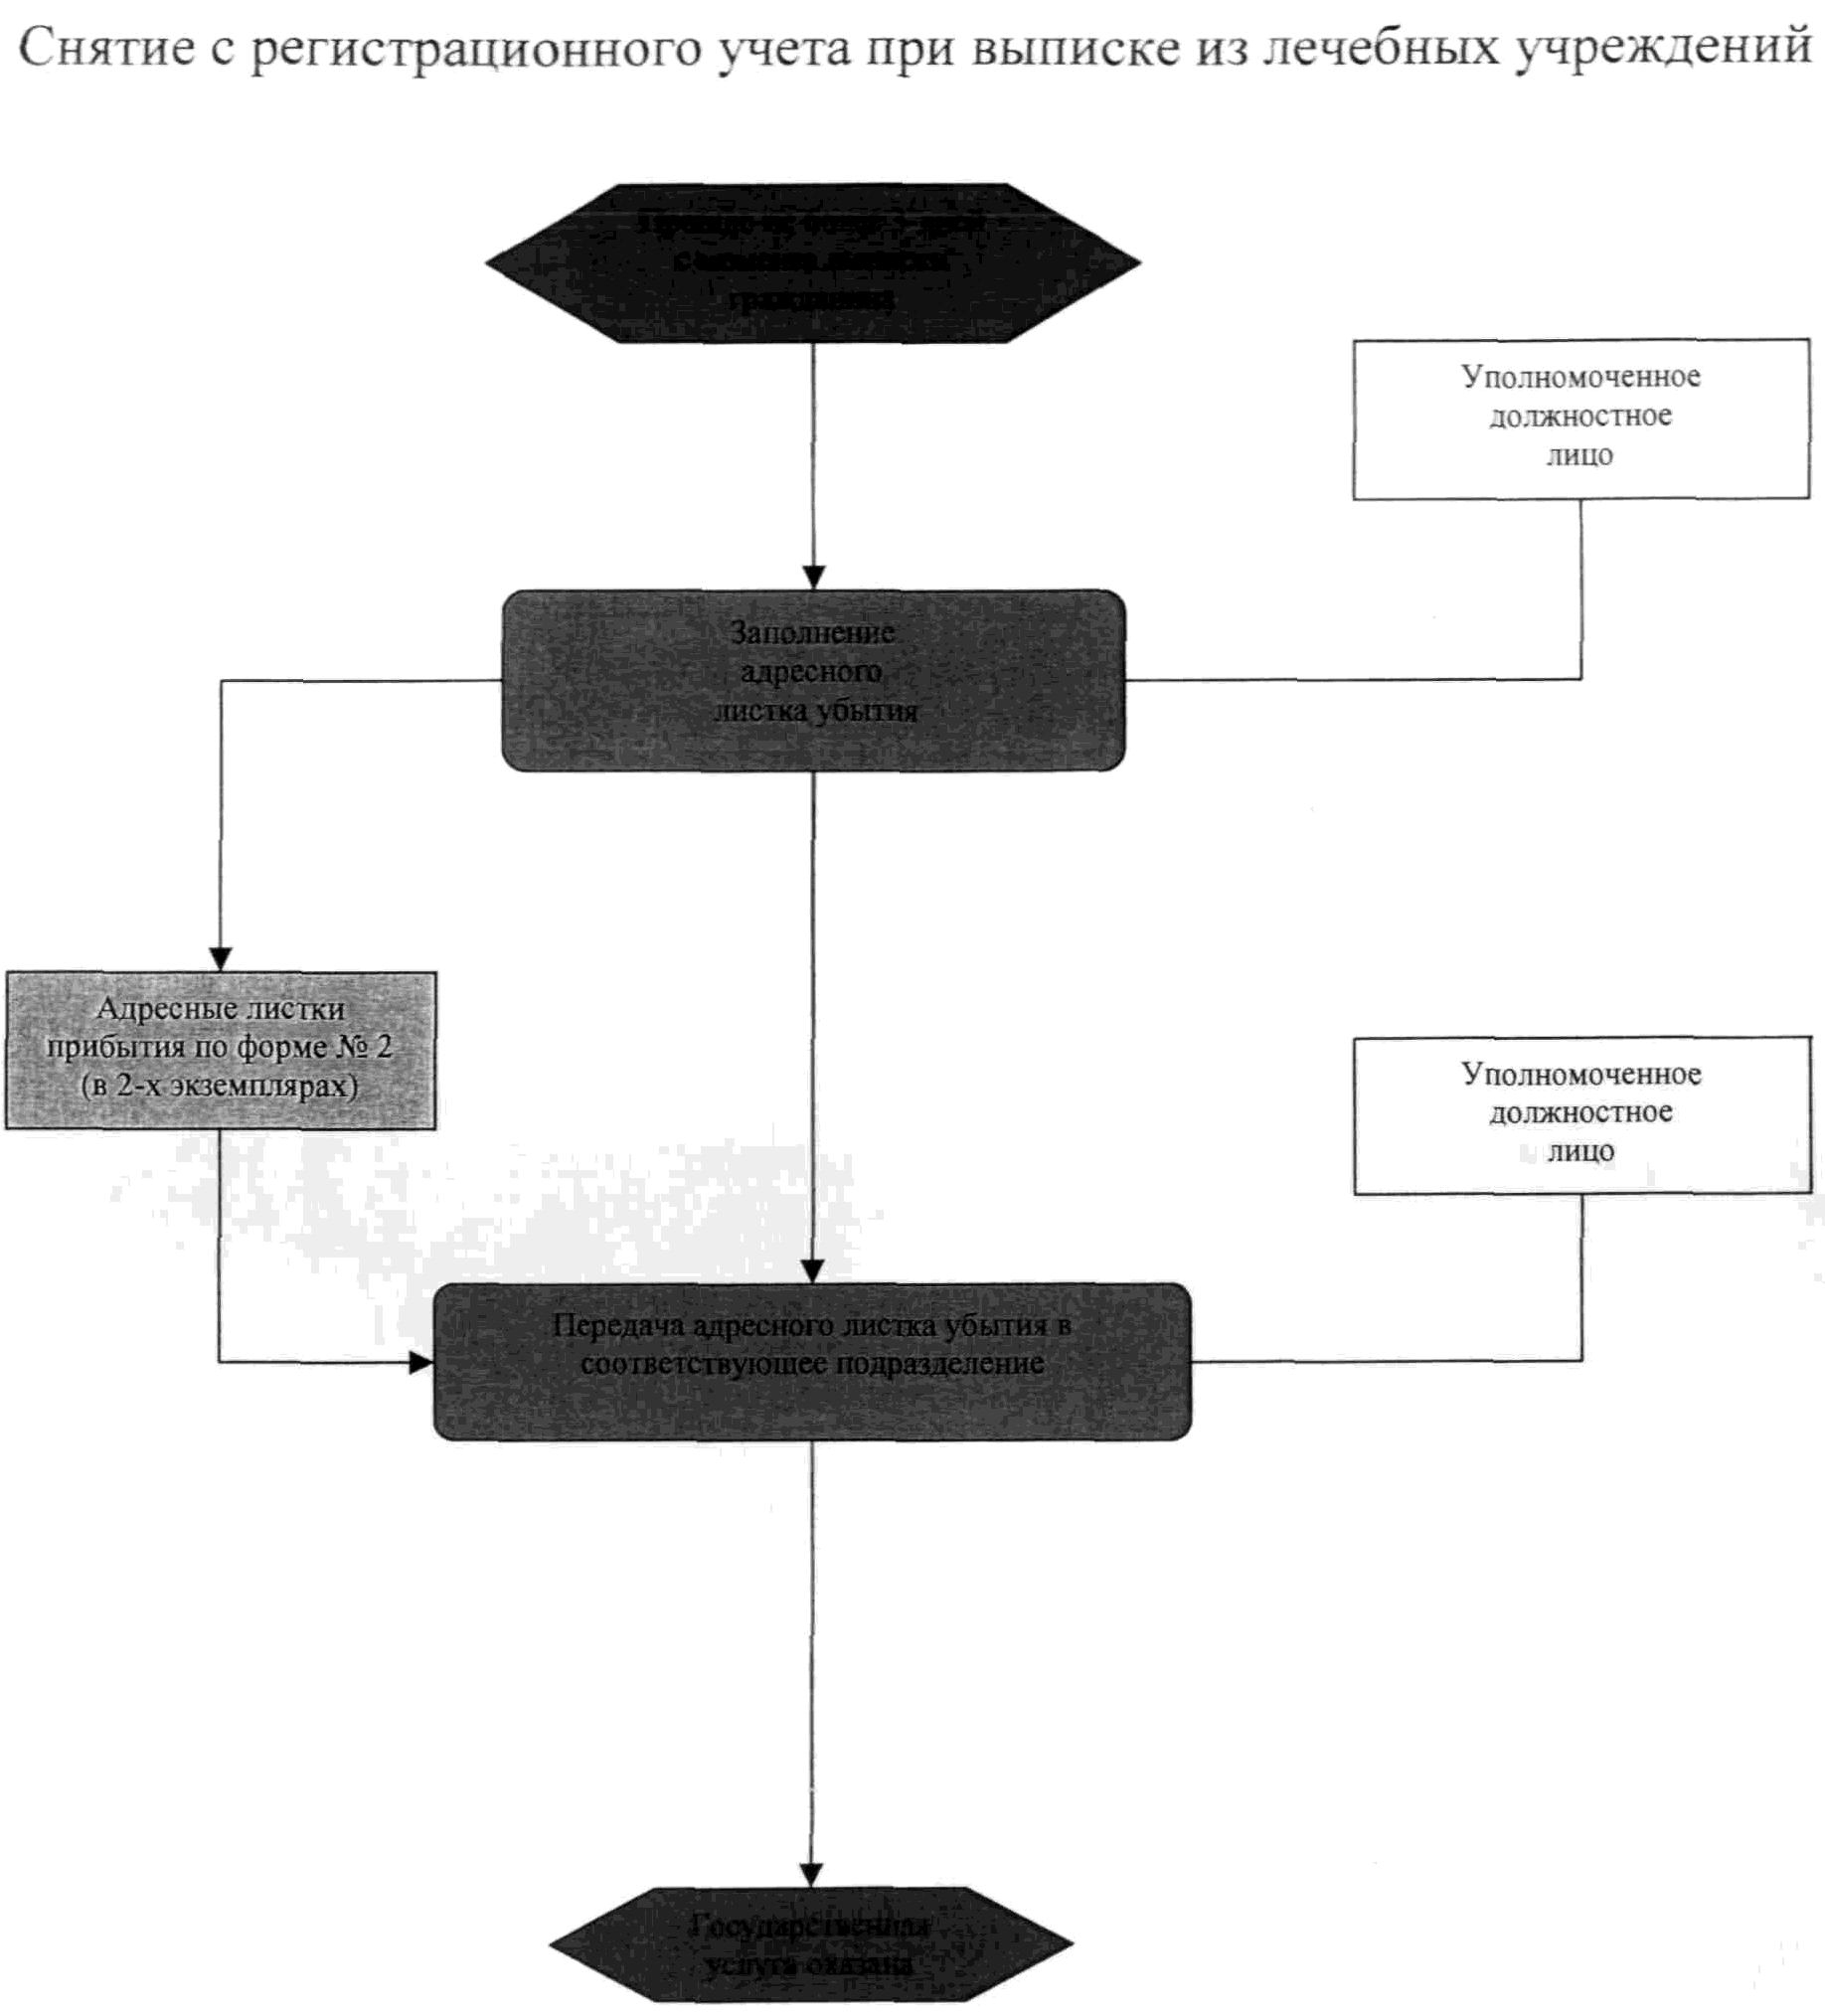 Снятие с регистрационного учета при выписке из лечебных учреждений
гражданина
Уполномоченное
должностное
лицо
Заполнение
адресного
листка убытия
Адресные листки
прибытия по форме № 2
(в 2-х экземплярах)
Уполномоченное
должностное
лицо
Передача адресного листка убытия в
соответствующее подразделение
Государственная
услуга оказана